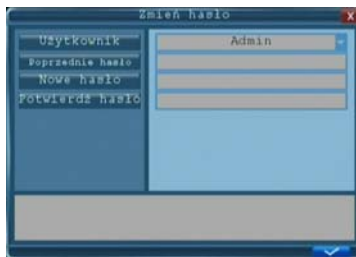 Zmień hasło
X
Użytkownik
Admin
Poprzednie hasło
Nowe hasło
Potwierdź hasło